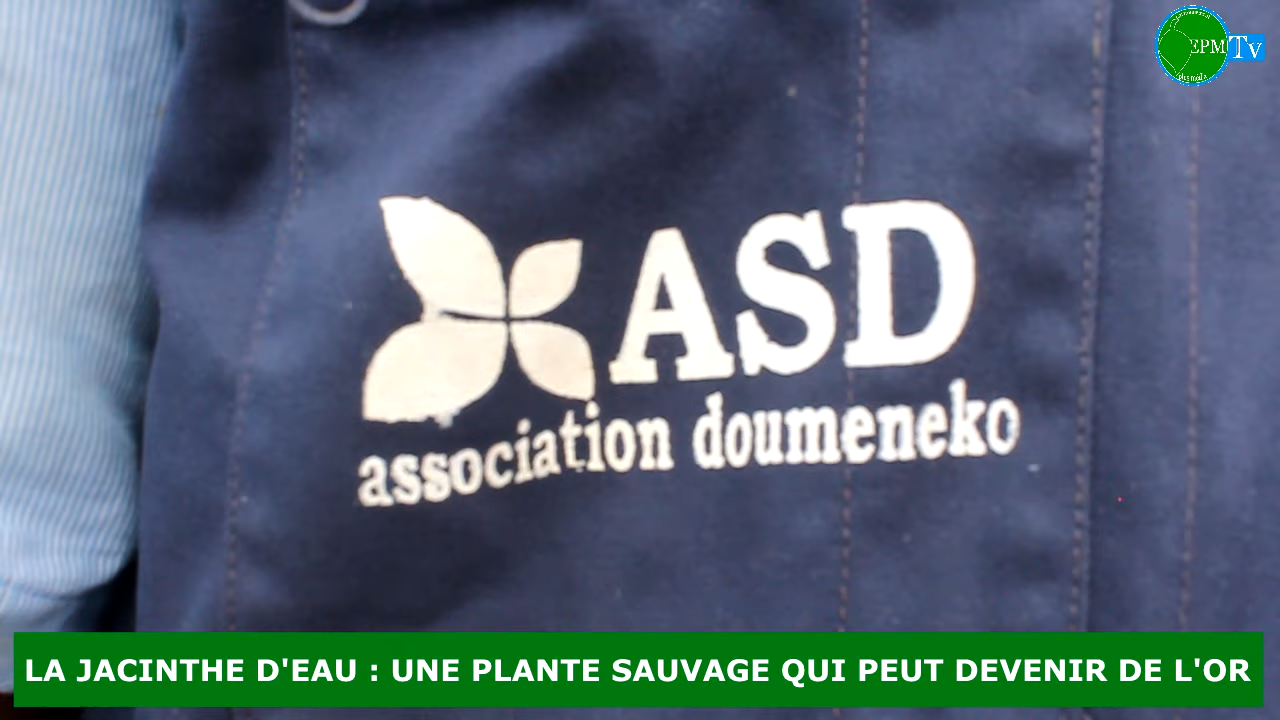 EPM Tv
ASD
association doumeneko
LA JACINTHE D'EAU : UNE PLANTE SAUVAGE QUI PEUT DEVENIR DE L'OR